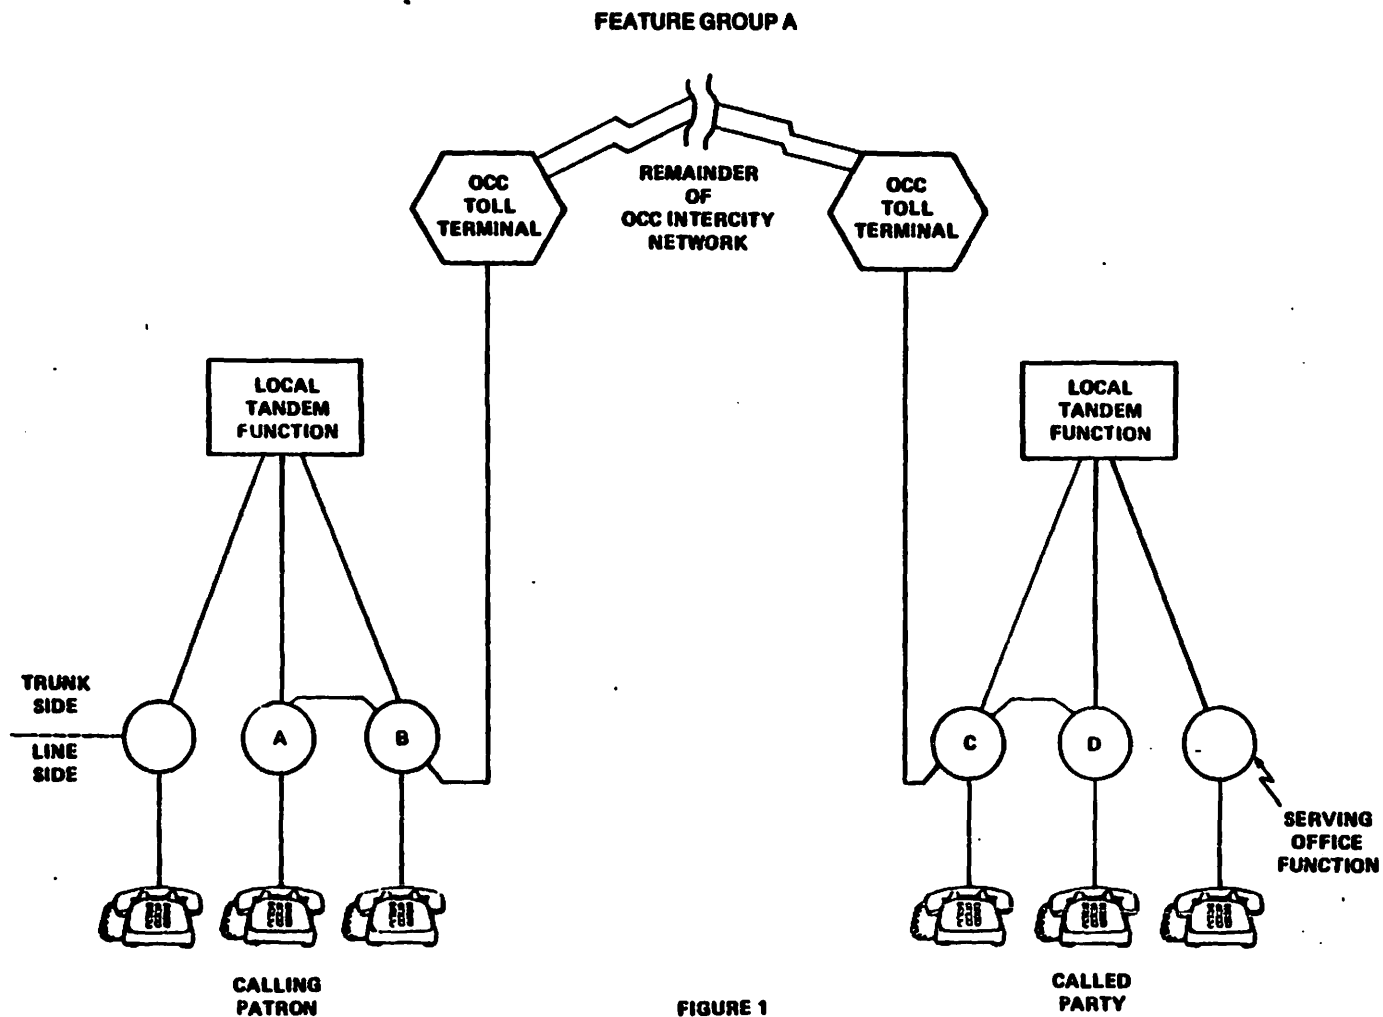 FEATURE GROUP A
OCC
TOLL
TERMINAL
REMAINDER
OF
OCC INTERCITY
NETWORK
OCC
TOLL
TERMINAL
LOCAL
TANDEM
FUNCTION
LOCAL
TANDEM
FUNCTION
TRUNK
SIDE
LINE
SIDE
A
B
C
D
SERVING
OFFICE
FUNCTION
CALLING
PATRON
CALLED
PARTY
FIGURE 1